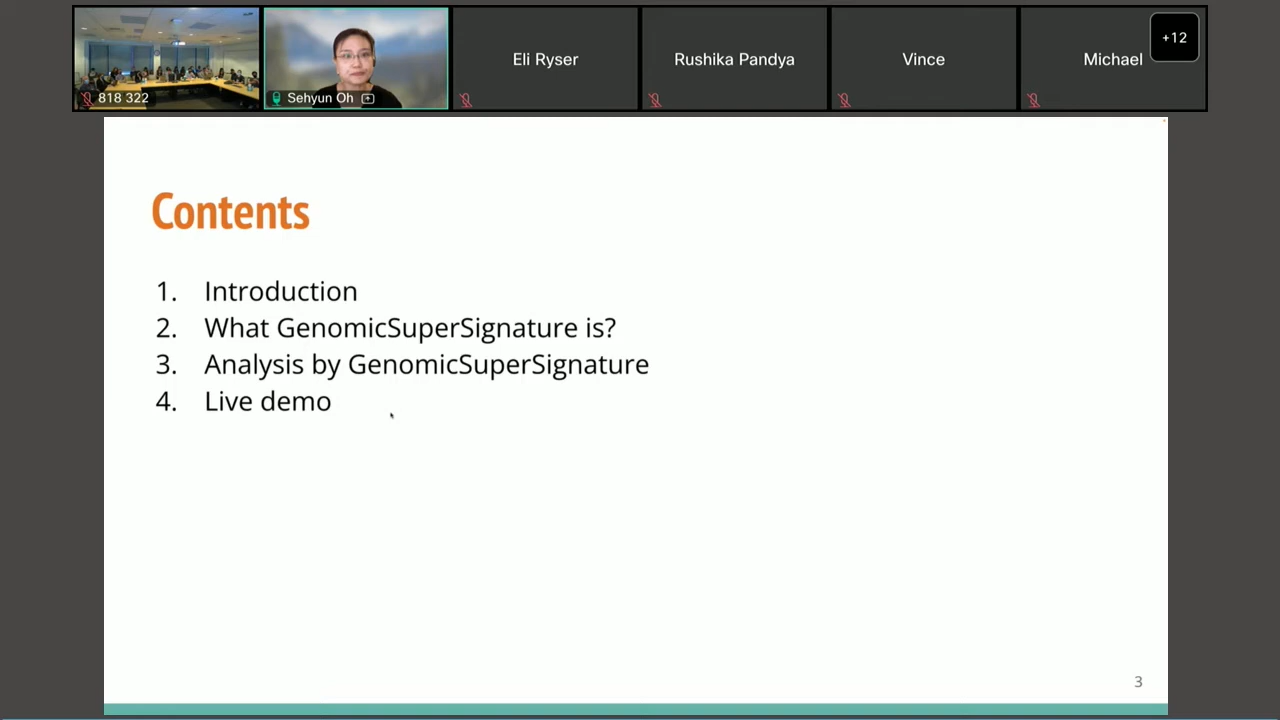 818 322
Sehyun Oh
Eli Ryser
Rushika Pandya
Vince
Michael
+12
Contents
1. Introduction
2. What GenomicSuperSignature is?
3. Analysis by GenomicSuperSignature
4. Live demo
3